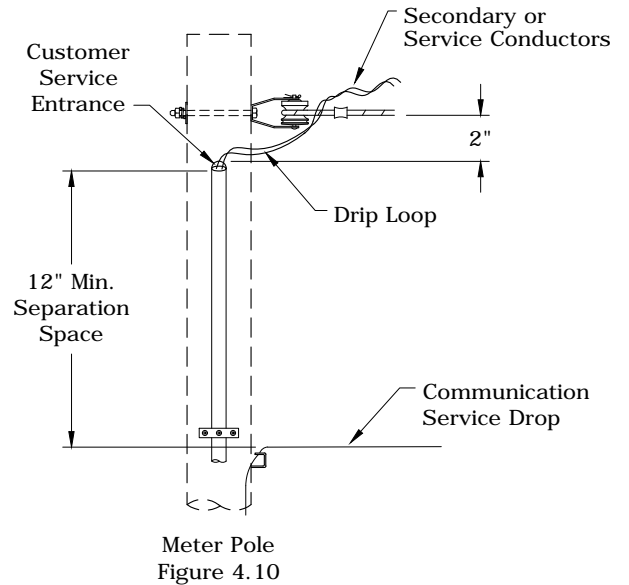 Secondary or
Service Conductors
Customer
Service
Entrance
2"
Drip Loop
12" Min.
Separation
Space
Communication
Service Drop
Meter Pole
Figure 4.10